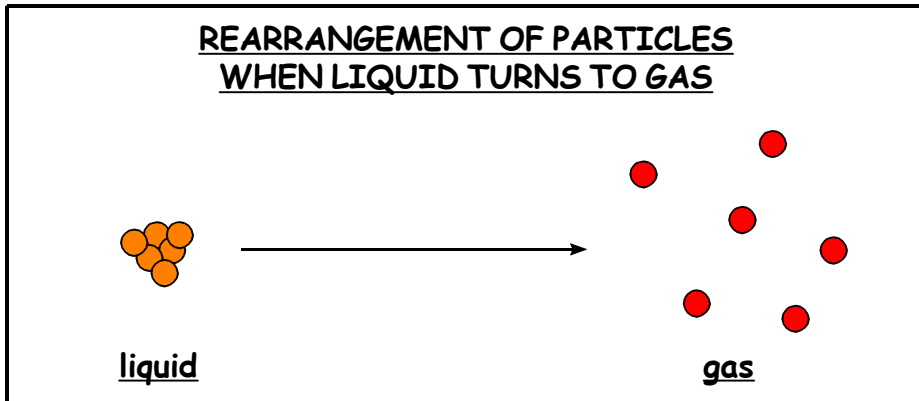 REARRANGEMENT OF PARTICLES
WHEN LIQUID TURNS TO GAS
liquid
gas